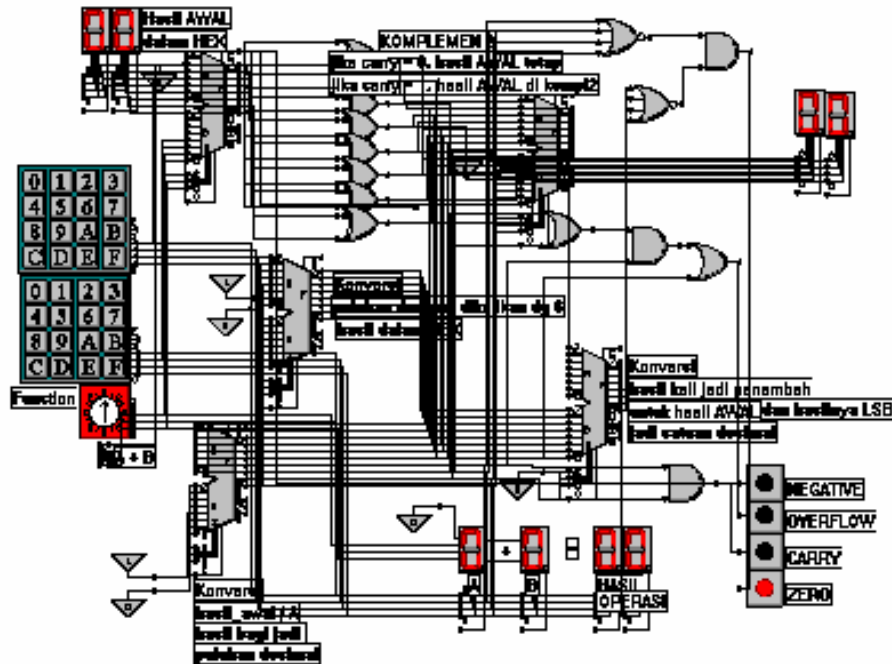 Hasil AWAL
dalam HEX
KOMPLEMEN
jika carry = 0, hasil AWAL tetap
jika carry = , hasil AWAL di kompl2
0 1 2 3
4 5 6 7
8 9 A B
C D E F
0 1 2 3
4 5 6 7
8 9 A B
C D E F
Konversi
dikalikan dg 6
hasil dalam
Function
+ B
Konversi
hasil kali jadi penambah
untuk hasil AWAL dan hasilnya LSB
jadi satuan decimal
NEGATIVE
OVERFLOW
CARRY
ZERO
A
+
B
=
HASIL
OPERASI
Konversi
hasil_awal / A
hasil bagi jadi
puluhan decimal